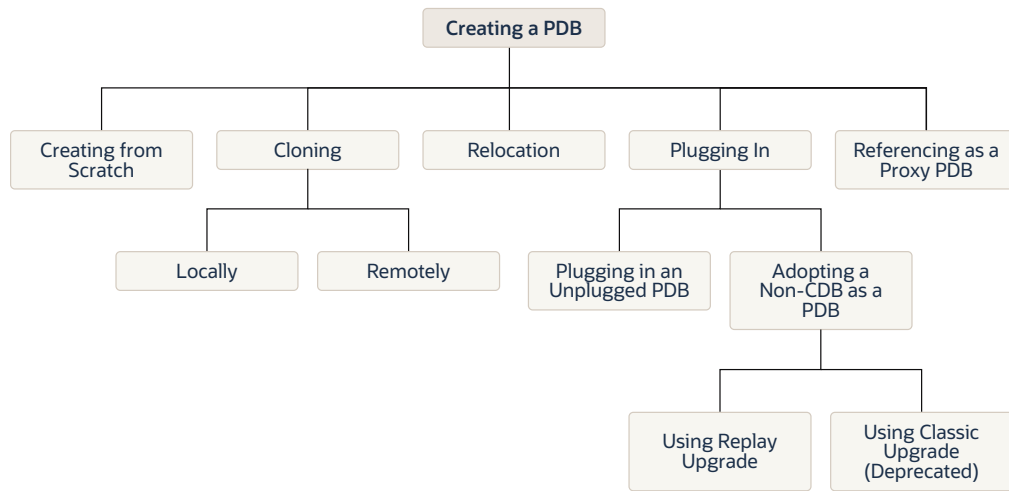 Creating a PDB
Creating from
Scratch
Cloning
Relocation
Plugging In
Referencing as a
Proxy PDB
Locally
Remotely
Plugging in an
Unplugged PDB
Adopting a
Non-CDB as a
PDB
Using Replay
Upgrade
Using Classic
Upgrade
(Deprecated)